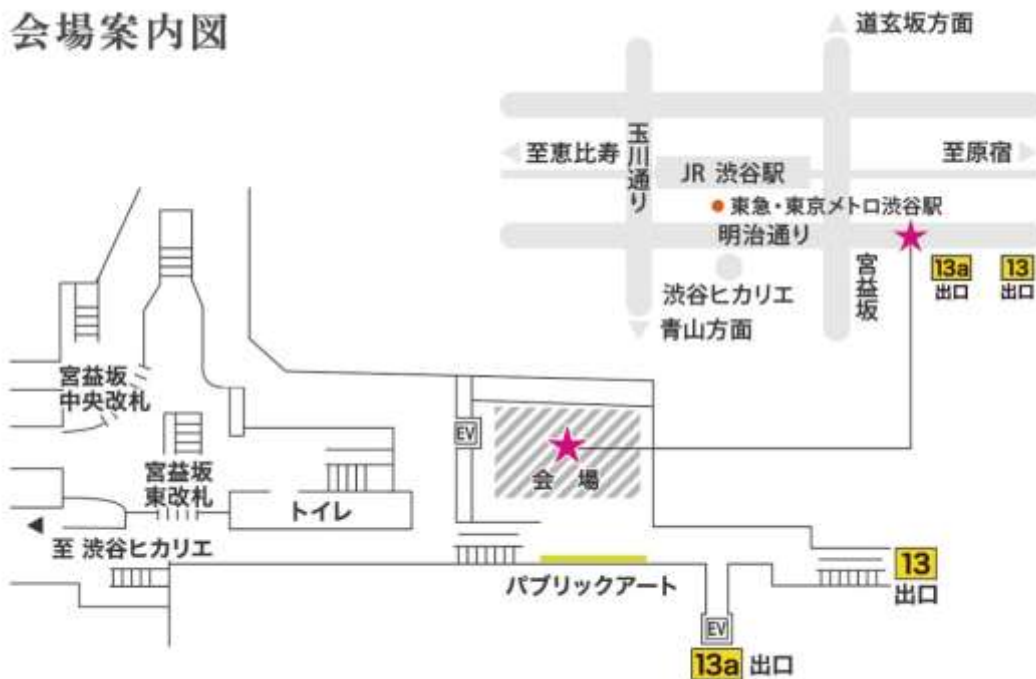 会場案内図
道玄坂方面
玉川通り
至恵比寿
JR 渋谷駅
至原宿
東急・東京メトロ渋谷駅
明治通り
宮益坂
13a
出口
13
出口
渋谷ヒカリエ
青山方面
宮益坂
中央改札
EV
会 場
宮益坂
東改札
トイレ
至 渋谷ヒカリエ
パブリックアート
13
出口
EV
13a 出口